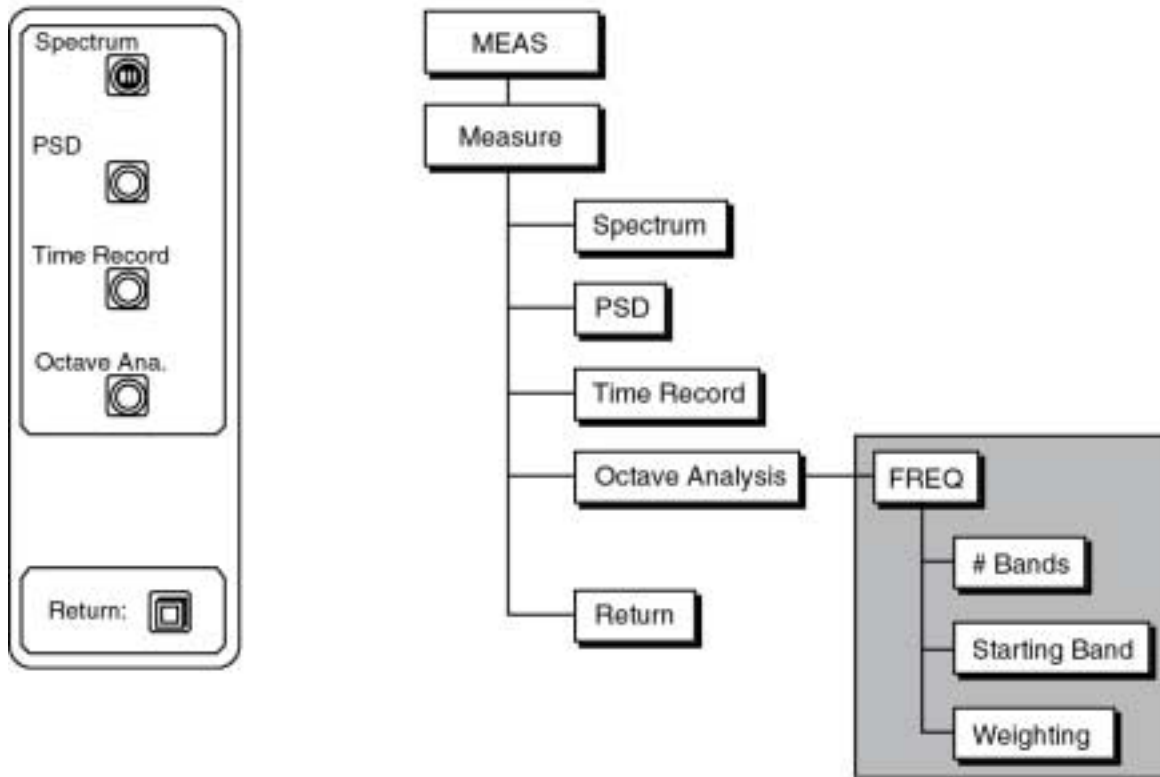 Spectrum
PSD
Time Record
Octave Ana.
Return:
MEAS
Measure
Spectrum
PSD
Time Record
Octave Analysis
Return
FREQ
# Bands
Starting Band
Weighting